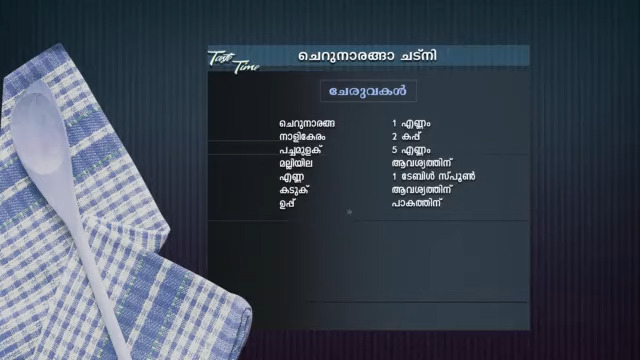 Tast Time
ചെറുനാരങ്ങാ ചട്നി
ചേരുവകൾ
ചെറുനാരങ്ങ 1 എണ്ണം
നാളികേരം 2 കപ്പ്
പച്ചമുളക് 5 എണ്ണം
മല്ലിയില ആവശ്യത്തിന്
എണ്ണ 1 ടേബിൾ സ്പൂൺ
കടുക് ആവശ്യത്തിന്
ഉപ്പ് പാകത്തിന്